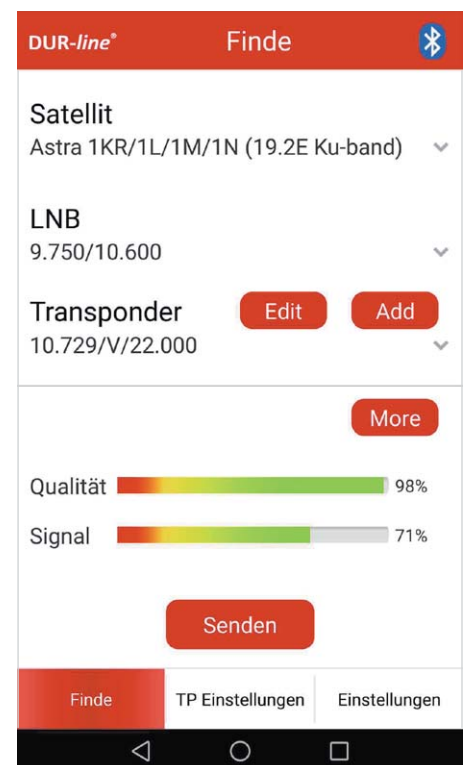 DUR-line®
Finde
Satellit
Astra 1KR/1L/1M/1N (19.2E Ku-band)
LNB
9.750/10.600
Transponder Edit Add
10.729/V/22.000
More
Qualität 98%
Signal 71%
Senden
Finde TP Einstellungen Einstellungen